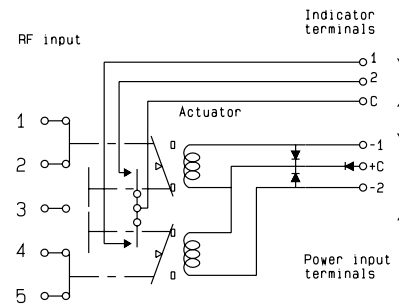 Indicator
terminals
RF input
1
2
C
Actuator
1
2
3
4
5
-1
+C
-2
Power input
terminals